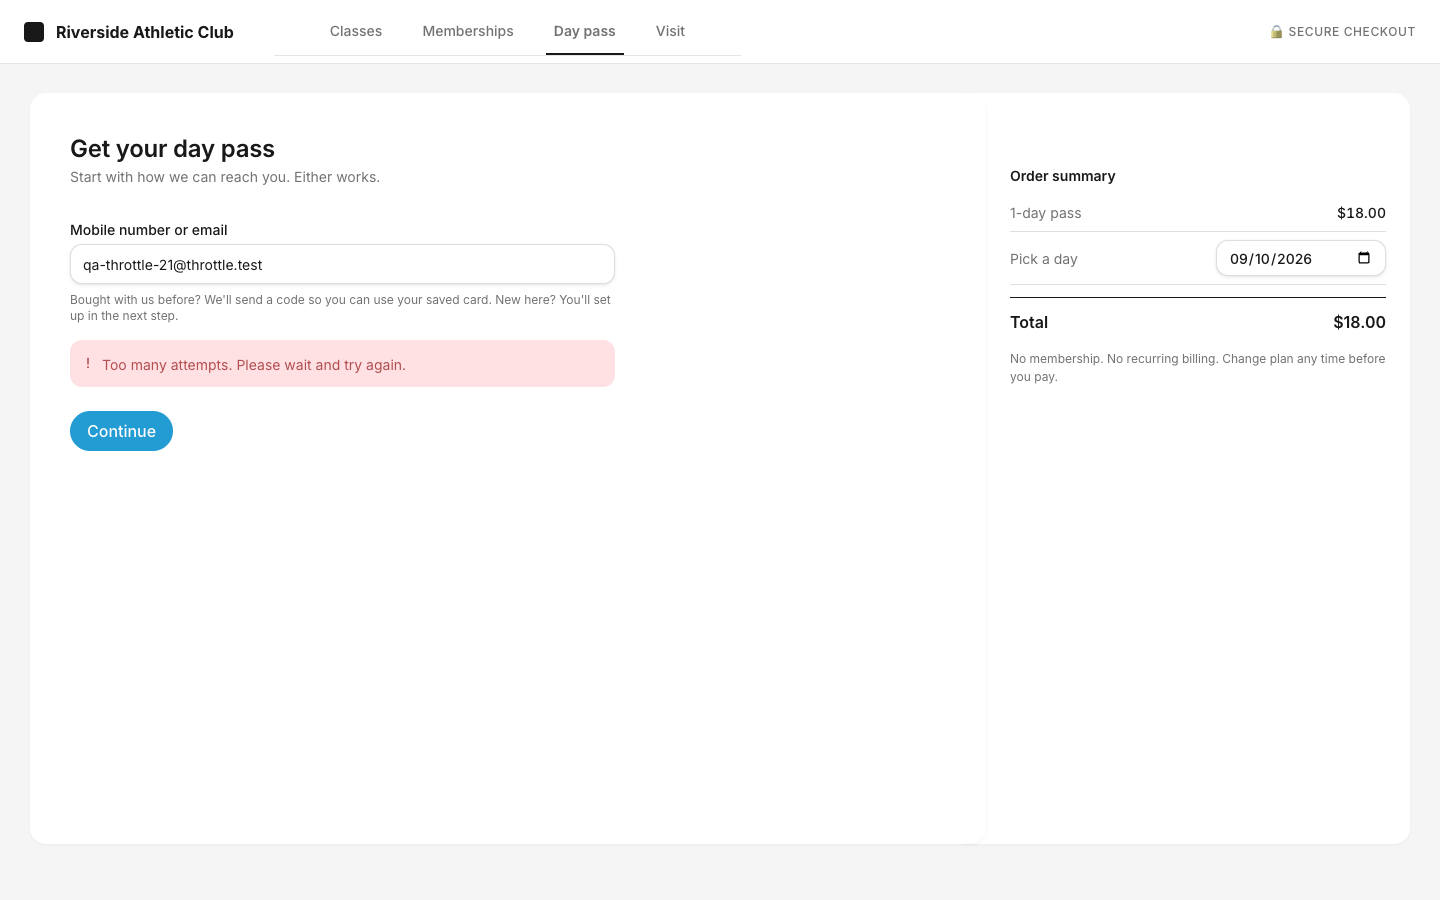 Riverside Athletic Club
Classes
Memberships
Day pass
Visit
SECURE CHECKOUT
Get your day pass
Start with how we can reach you. Either works.
Mobile number or email
qa-throttle-21@throttle.test
Bought with us before? We'll send a code so you can use your saved card. New here? You'll set
up in the next step.
! Too many attempts. Please wait and try again.
Continue
Order summary
1-day pass $18.00
Pick a day 09/10/2026
Total $18.00
No membership. No recurring billing. Change plan any time before
you pay.